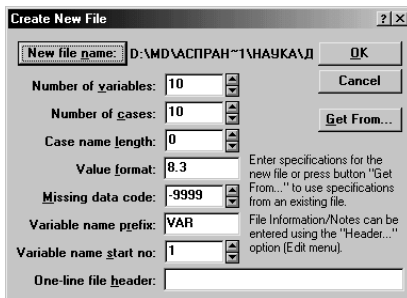 Create New File
New file name: D:\MD\АСПРАН~1\НАУКА\Д
OK
Number of variables: 10
Cancel
Number of cases: 10
Get From...
Case name length: 0
Value format: 8.3
Missing data code: -9999
Variable name prefix: VAR
Variable name start no: 1
Enter specifications for the
new file or press button "Get
From..." to use specifications
from an existing file.
File Information/Notes can be
entered using the "Header..."
option (Edit menu).
One-line file header: